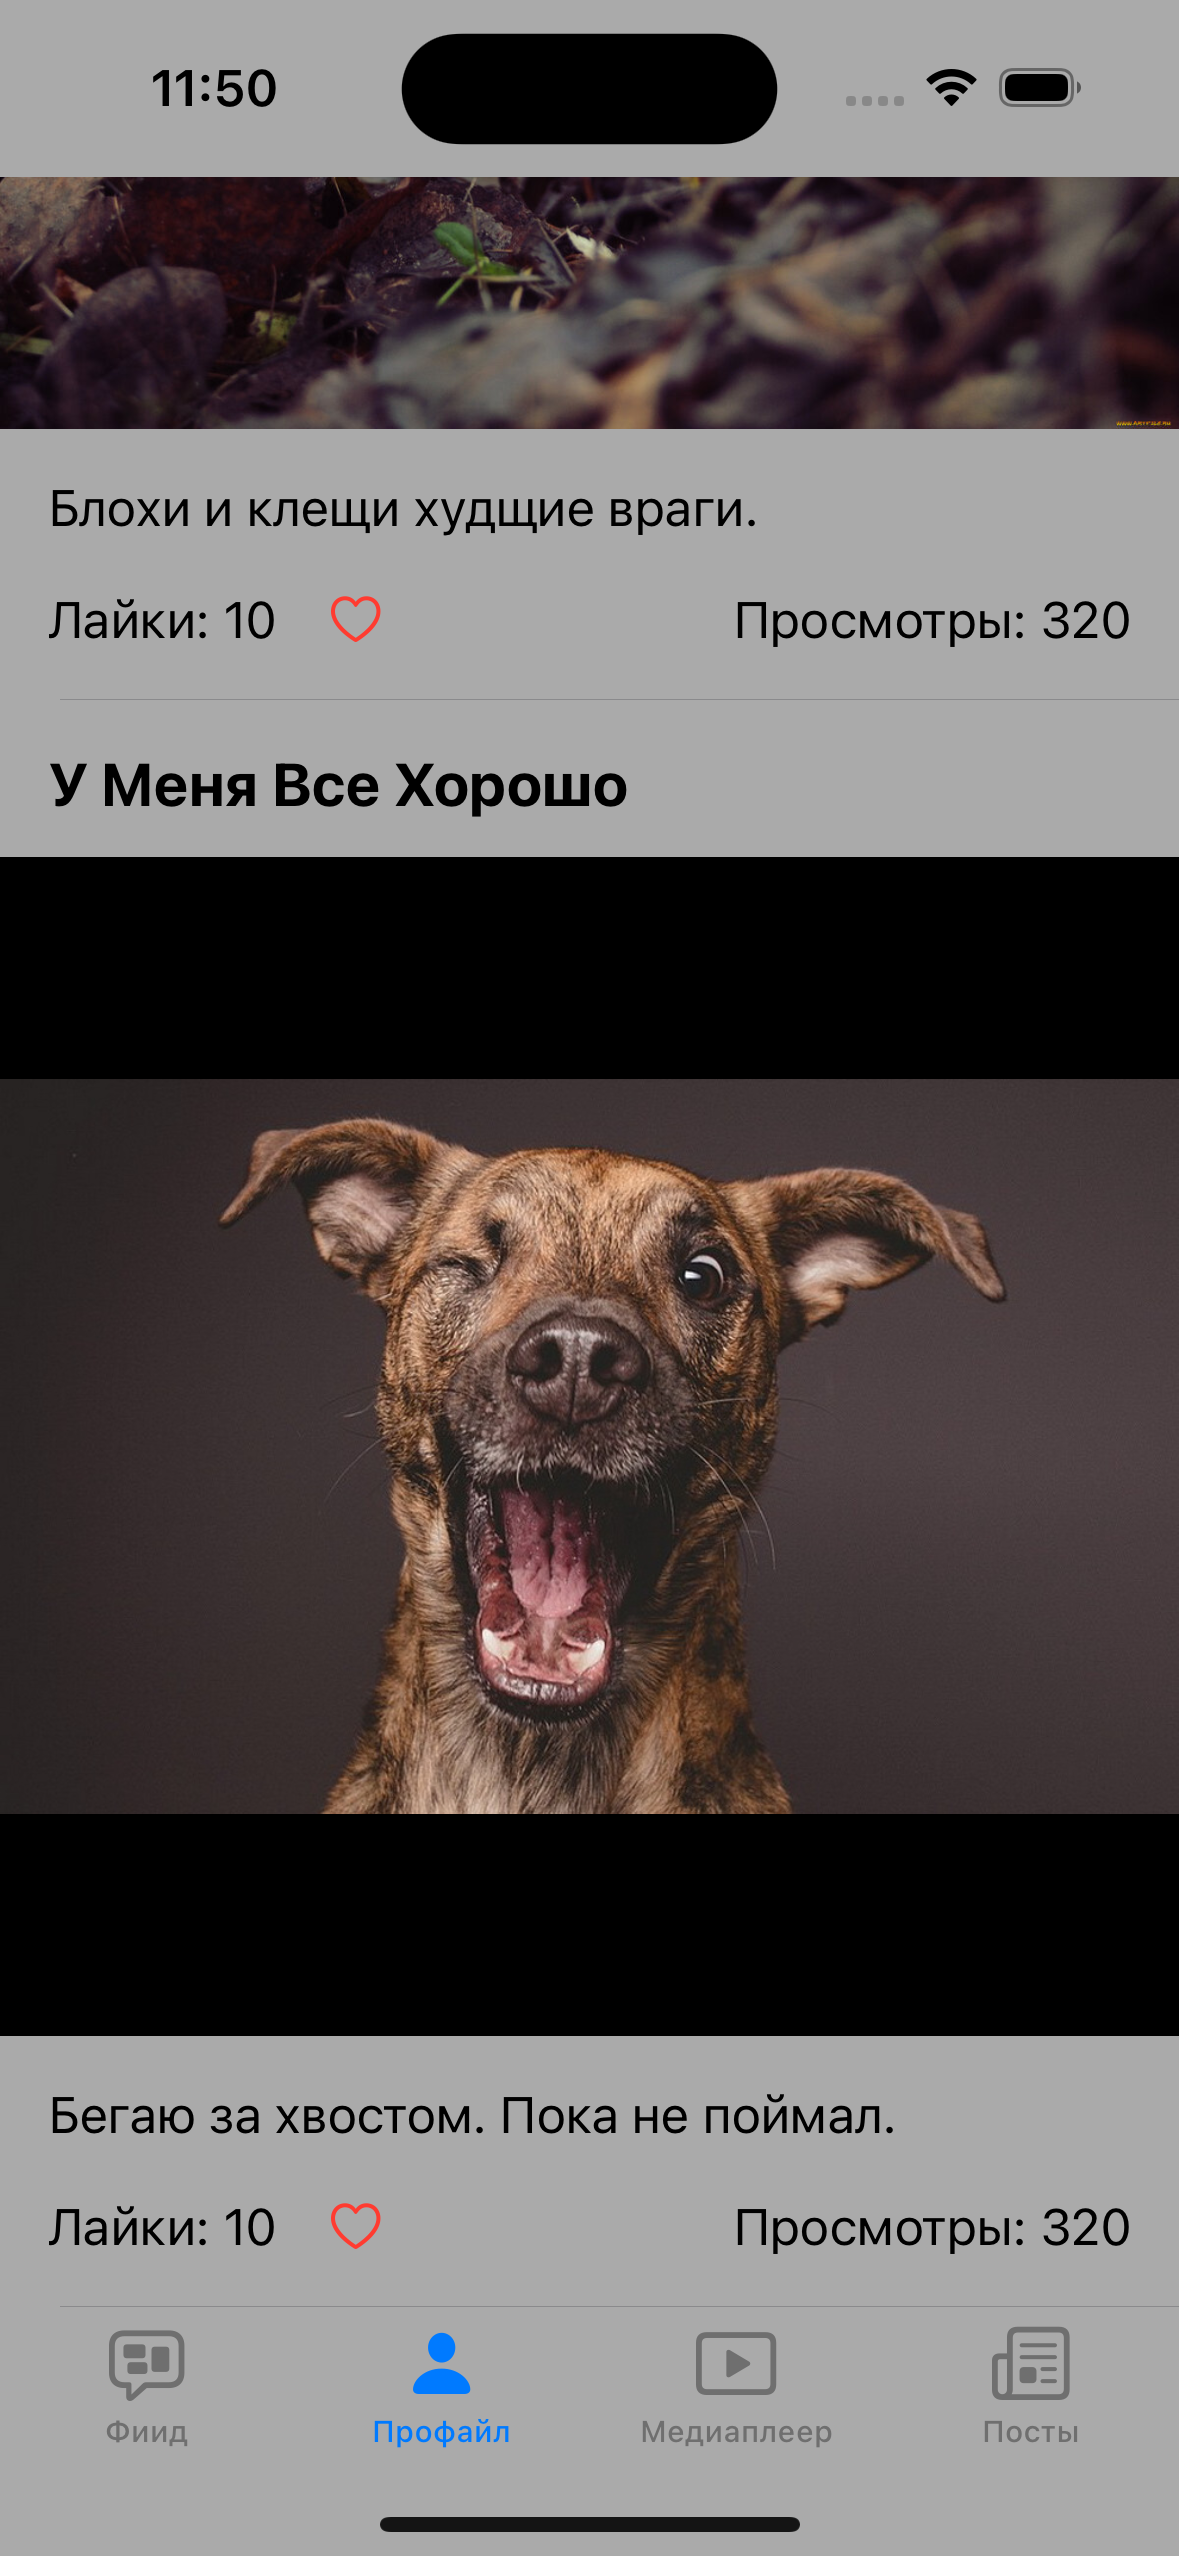 11:50
Блохи и клещи худщие враги.
Лайки: 10
Просмотры: 320
У Меня Все Хорошо
Бегаю за хвостом. Пока не поймал.
Лайки: 10
Просмотры: 320
Фиид
Профайл
Медиаплеер
Посты